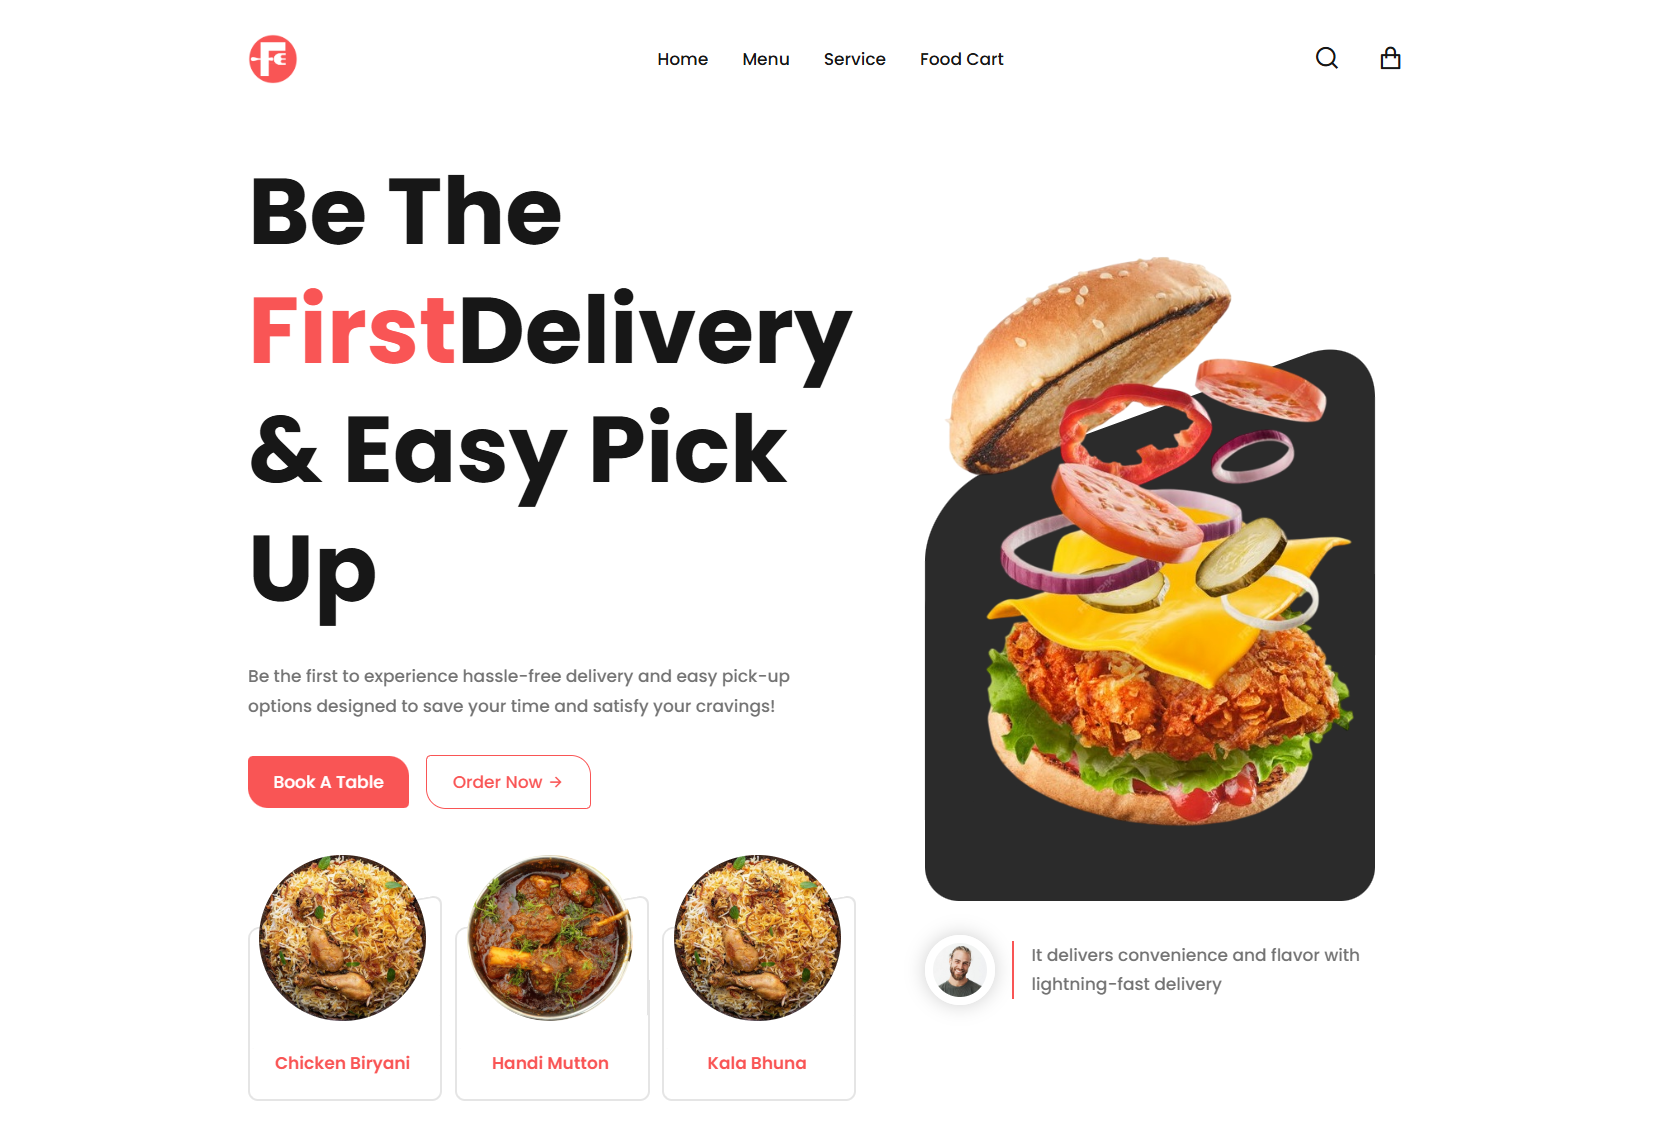 FE
Home Menu Service Food Cart
Be The
FirstDelivery
& Easy Pick
Up
Be the first to experience hassle-free delivery and easy pick-up
options designed to save your time and satisfy your cravings!
Book A Table Order Now →
Chicken Biryani Handi Mutton Kala Bhuna
It delivers convenience and flavor with
lightning-fast delivery